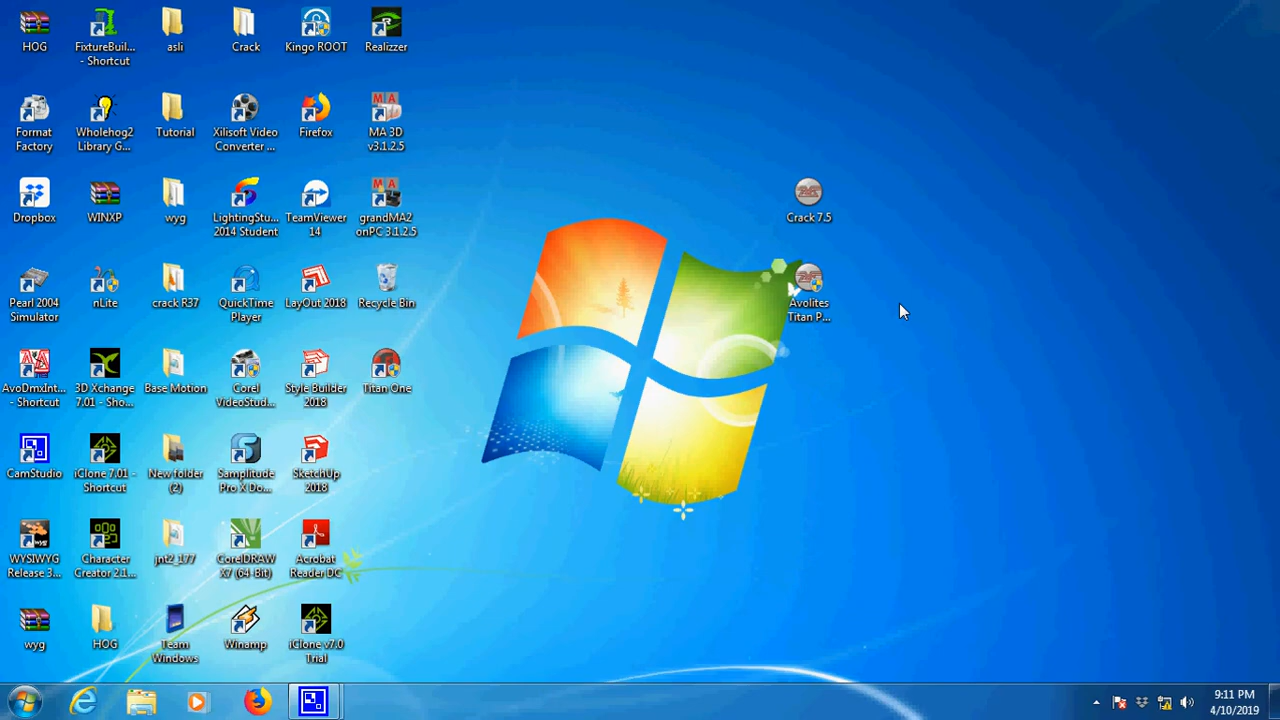 HOG
FixtureBuil...
- Shortcut
asli
Crack
Kingo ROOT
Realizzer
Format
Factory
Wholehog2
Library G...
Tutorial
Xilisoft Video
Converter ...
Firefox
MA 3D
v3.1.2.5
Dropbox
WINXP
wyg
LightingStu...
2014 Student
TeamViewer
14
grandMA2
onPC 3.1.2.5
Crack 7.5
Pearl 2004
Simulator
nLite
crack R37
QuickTime
Player
LayOut 2018
Recycle Bin
Avolites
Titan P...
AvoDmxInt...
- Shortcut
3D Xchange
7.01 - Sho...
Base Motion
Corel
VideoStud...
Style Builder
2018
Titan One
CamStudio
iClone 7.01 -
Shortcut
New folder
(2)
Samplitude
Pro X Do...
SketchUp
2018
WYSIWYG
Release 3...
Character
Creator 2.1...
jnt2_177
CorelDRAW
X7 (64-Bit)
Acrobat
Reader DC
wyg
HOG
Team
Windows
Winamp
iClone v7.0
Trial
9:11 PM
4/10/2019